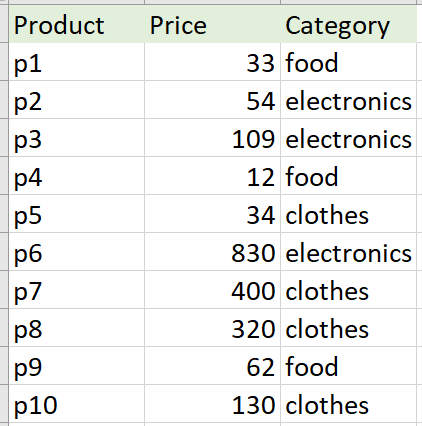 Product Price Category
p1 33 food
p2 54 electronics
p3 109 electronics
p4 12 food
p5 34 clothes
p6 830 electronics
p7 400 clothes
p8 320 clothes
p9 62 food
p10 130 clothes